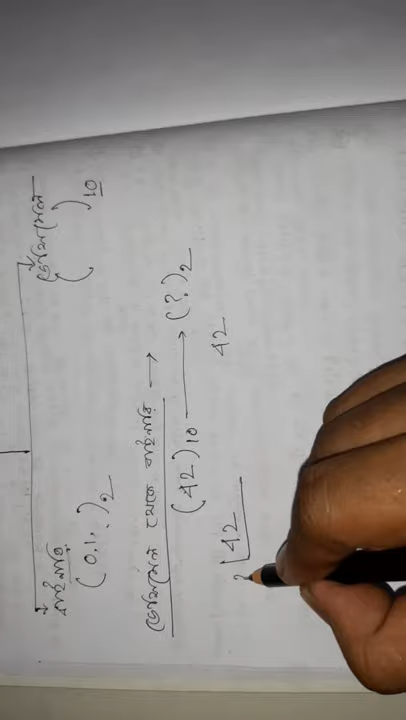 বাইনারি
ডেসিমেল
(0,1,)2
( )10
ডেসিমেল থেকে বাইনারি →
(42)10 → (?)2
42
2 42